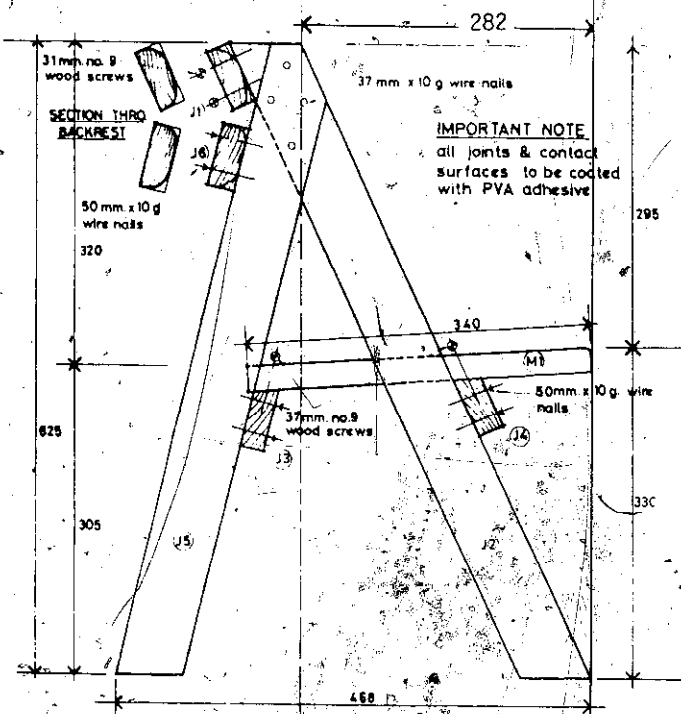 282
31mm. no. 9
wood screws
37 mm x 10 g wire nails
SECTION THRO
BACKREST
J1
IMPORTANT NOTE
all joints & contact
surfaces to be coated
with PVA adhesive
J6
50 mm. x 10 g
wire nails
320
295
340
M1
50mm. x 10 g. wire
nails
37mm. no.9
wood screws
J3
J4
625
305
330
J5
J2
468